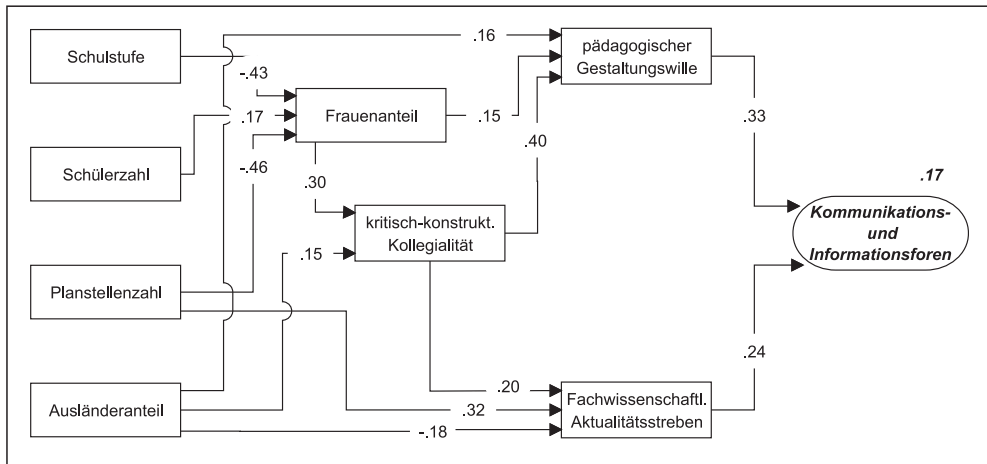 Schulstufe
Schülerzahl
Planstellenzahl
Ausländeranteil
-.43
.17
-.46
Frauenanteil
.30
.15
kritisch-konstrukt.
Kollegialität
.16
.15
.40
pädagogischer
Gestaltungswille
.20
.32
-.18
Fachwissenschaftl.
Aktualitätsstreben
.33
.24
.17
Kommunikations-
und
Informationsforen